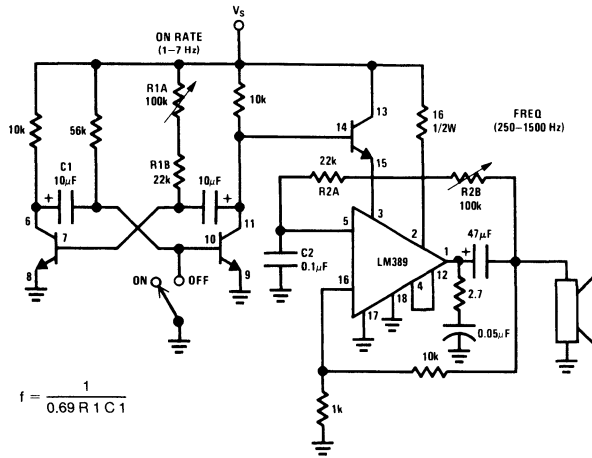 VS
ON RATE
(1–7 Hz)
R1A
100k
10k
56k
10k
13
14
15
16
1/2W
FREQ
(250–1500 Hz)
C1
10μF
R1B
22k
10μF
22k
R2A
R2B
100k
+
+
6
7
8
11
10
9
5
3
2
1
47μF
+
C2
0.1μF
LM389
16
4
12
18
17
2.7
0.05μF
ON
OFF
10k
1k
f = 1
0.69 R 1 C 1